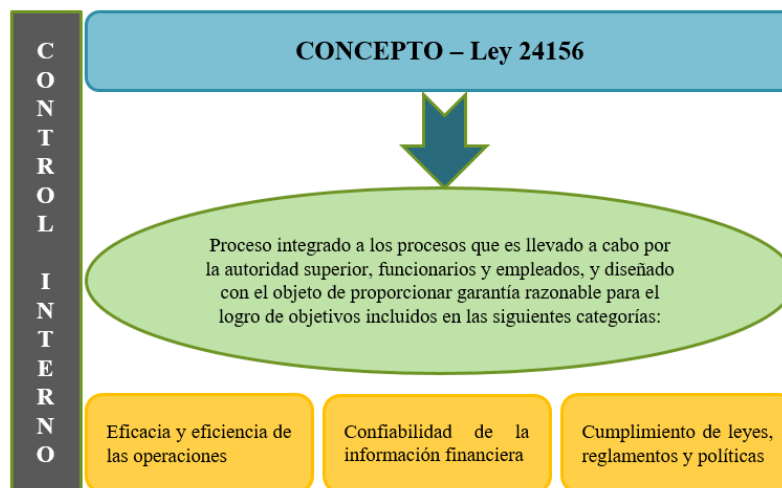 CONTROL INTERNO
CONCEPTO – Ley 24156
Proceso integrado a los procesos que es llevado a cabo por
la autoridad superior, funcionarios y empleados, y diseñado
con el objeto de proporcionar garantía razonable para el
logro de objetivos incluidos en las siguientes categorías:
Eficacia y eficiencia de
las operaciones
Confiabilidad de la
información financiera
Cumplimiento de leyes,
reglamentos y políticas